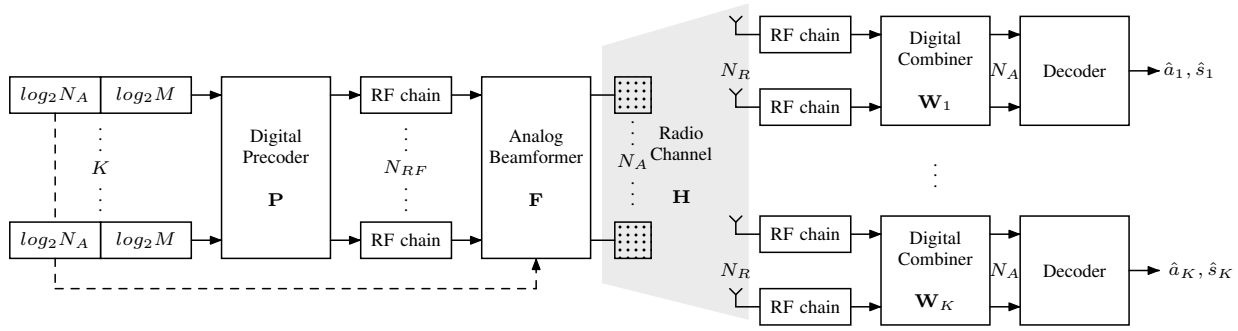 log₂N_A log₂M
K
log₂N_A log₂M
Digital
Precoder
P
RF chain
N_RF
RF chain
Analog
Beamformer
F
N_A
Radio
Channel
H
N_R
RF chain
RF chain
Digital
Combiner
W₁
N_A
Decoder
â₁, ŝ₁
N_R
RF chain
RF chain
Digital
Combiner
W_K
N_A
Decoder
â_K, ŝ_K